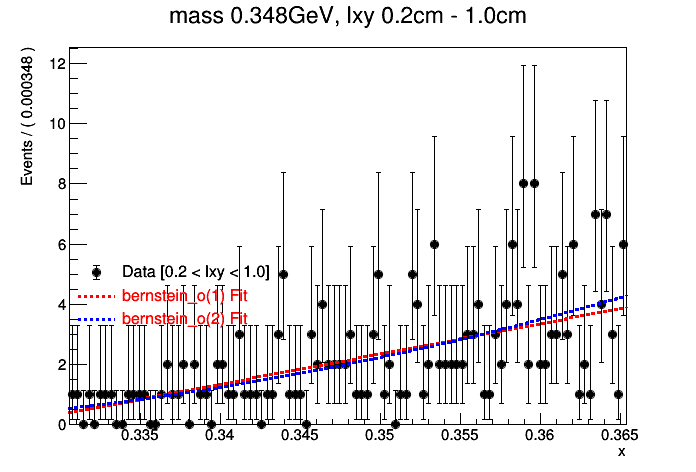 mass 0.348GeV, lxy 0.2cm - 1.0cm
Events / ( 0.000348 )
12
10
8
6
4
2
0
Data [0.2 < lxy < 1.0]
bernstein_o(1) Fit
bernstein_o(2) Fit
0.335 0.34 0.345 0.35 0.355 0.36 0.365
x